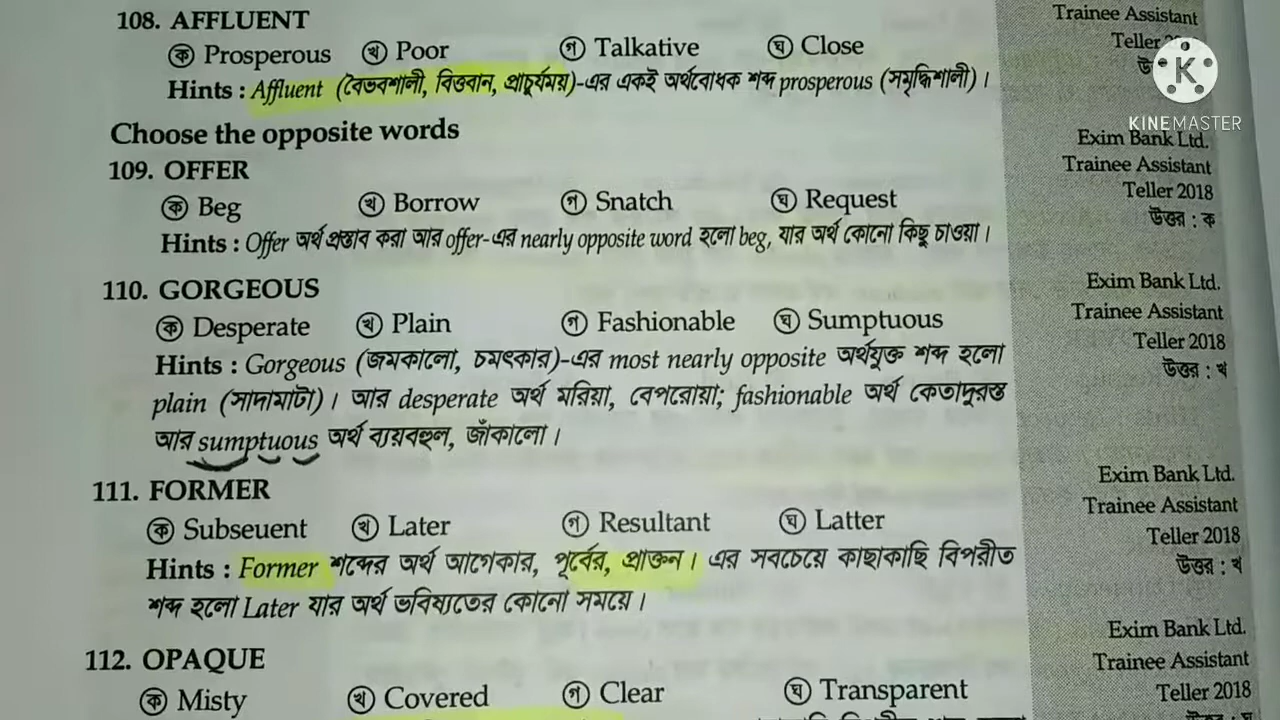 108. AFFLUENT
ⓚ Prosperous ⓚ Poor ⓖ Talkative ⓖ Close
Hints : Affluent (বৈভবশালী, বিত্তবান, প্রাচুর্যময়)-এর একই অর্থবোধক শব্দ prosperous (সমৃদ্ধিশালী)।
Trainee Assistant
Teller
KINEMASTER
Choose the opposite words
109. OFFER
(ক) Beg (খ) Borrow (গ) Snatch (ঘ) Request
Hints : Offer অর্থ প্রস্তাব করা আর offer-এর nearly opposite word হলো beg, যার অর্থ কোনো কিছু চাওয়া।
Exim Bank Ltd.
Trainee Assistant
Teller 2018
উত্তর : ক
110. GORGEOUS
(ক) Desperate (খ) Plain (গ) Fashionable (ঘ) Sumptuous
Hints : Gorgeous (জমকালো, চমৎকার)-এর most nearly opposite অর্থযুক্ত শব্দ হলো
plain (সাদামাটা)। আর desperate অর্থ মরিয়া, বেপরোয়া; fashionable অর্থ কেতাদুরস্ত
আর sumptuous অর্থ ব্যয়বহুল, জাঁকালো।
Exim Bank Ltd.
Trainee Assistant
Teller 2018
উত্তর : খ
111. FORMER
(ক) Subseuent (খ) Later (গ) Resultant (ঘ) Latter
Hints : Former শব্দের অর্থ আগেকার, পূর্বের, প্রাক্তন। এর সবচেয়ে কাছাকাছি বিপরীত
শব্দ হলো Later যার অর্থ ভবিষ্যতের কোনো সময়ে।
Exim Bank Ltd.
Trainee Assistant
Teller 2018
উত্তর : খ
112. OPAQUE
(ক) Misty (খ) Covered (গ) Clear (ঘ) Transparent
Exim Bank Ltd.
Trainee Assistant
Teller 2018